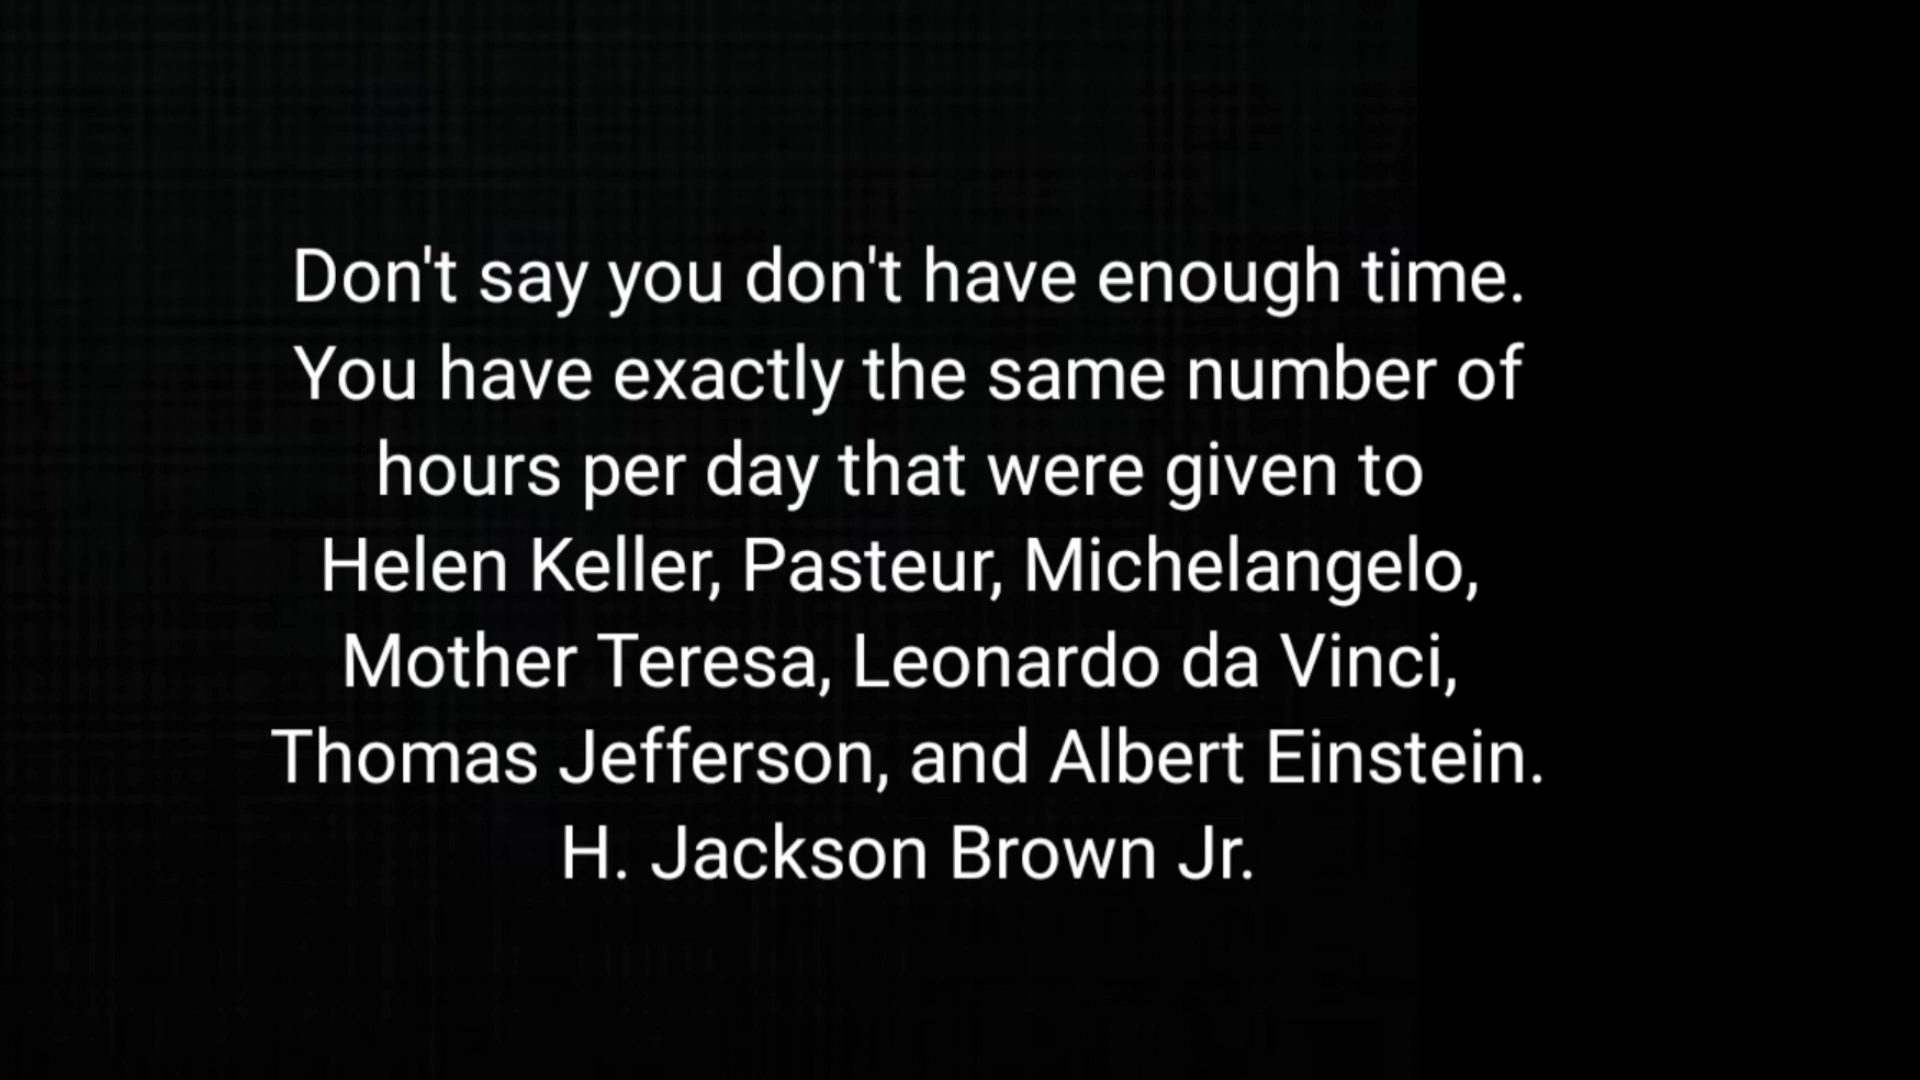 Don't say you don't have enough time.
You have exactly the same number of
hours per day that were given to
Helen Keller, Pasteur, Michelangelo,
Mother Teresa, Leonardo da Vinci,
Thomas Jefferson, and Albert Einstein.
H. Jackson Brown Jr.